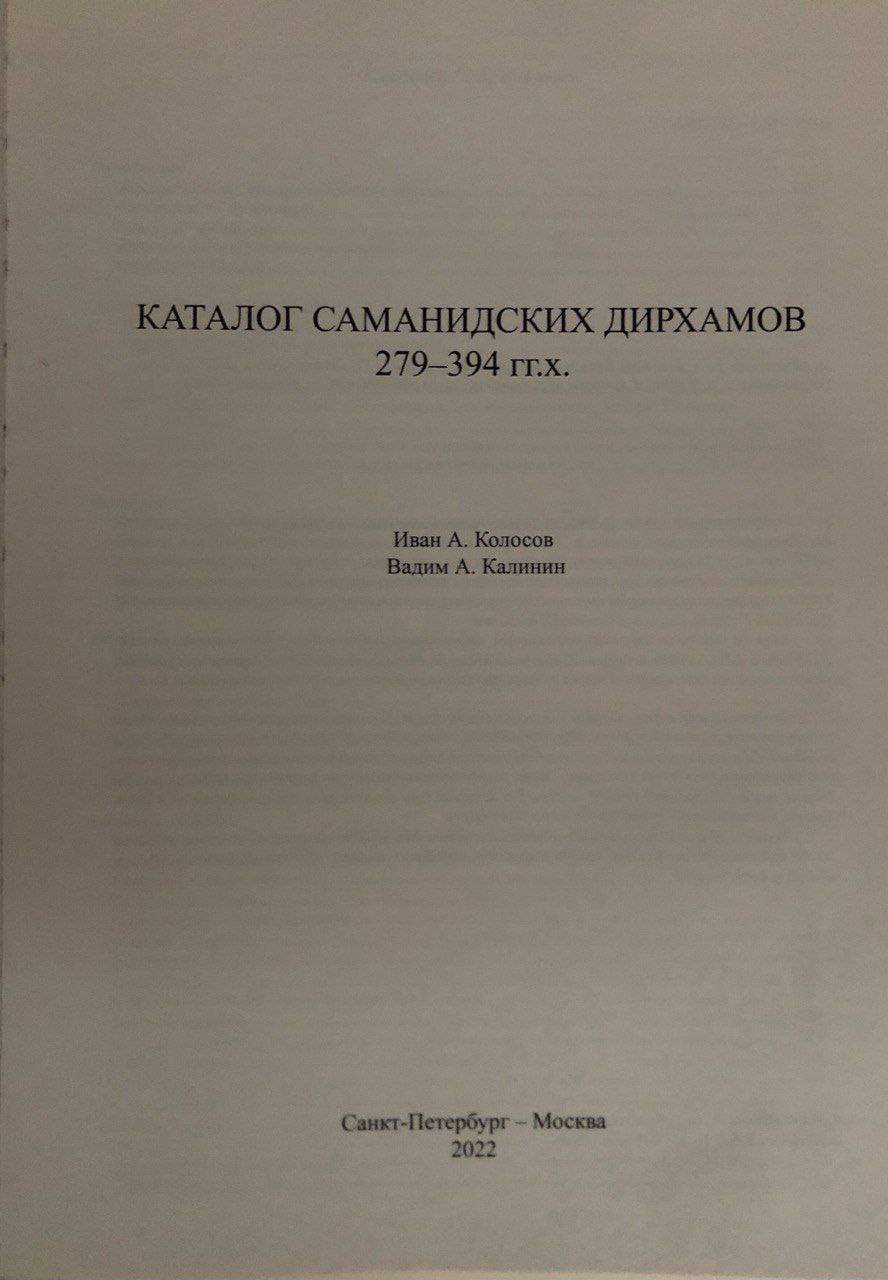 КАТАЛОГ САМАНИДСКИХ ДИРХАМОВ
279–394 гг.х.
Иван А. Колосов
Вадим А. Калинин
Санкт-Петербург – Москва
2022